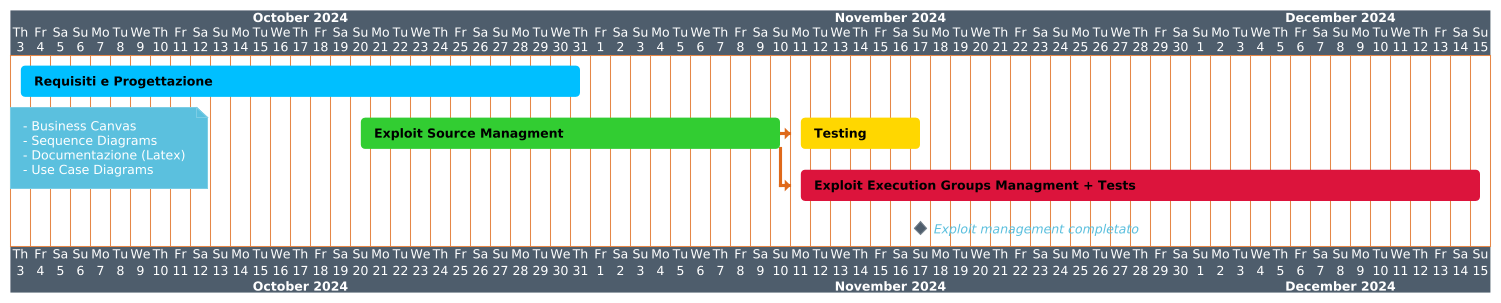 October 2024 November 2024 December 2024
Th Fr Sa Su Mo Tu We Th Fr Sa Su Mo Tu We Th Fr Sa Su Mo Tu We Th Fr Sa Su Mo Tu We Th Fr Sa Su Mo Tu We Th Fr Sa Su Mo Tu We Th Fr Sa Su Mo Tu We Th Fr Sa Su Mo Tu We Th Fr Sa Su Mo Tu We Th Fr Sa Su Mo Tu We Th Fr Sa Su
3 4 5 6 7 8 9 10 11 12 13 14 15 16 17 18 19 20 21 22 23 24 25 26 27 28 29 30 31 1 2 3 4 5 6 7 8 9 10 11 12 13 14 15 16 17 18 19 20 21 22 23 24 25 26 27 28 29 30 1 2 3 4 5 6 7 8 9 10 11 12 13 14 15
Requisiti e Progettazione
- Business Canvas
- Sequence Diagrams
- Documentazione (Latex)
- Use Case Diagrams
Exploit Source Managment
Testing
Exploit Execution Groups Managment + Tests
Exploit management completato
Th Fr Sa Su Mo Tu We Th Fr Sa Su Mo Tu We Th Fr Sa Su Mo Tu We Th Fr Sa Su Mo Tu We Th Fr Sa Su Mo Tu We Th Fr Sa Su Mo Tu We Th Fr Sa Su Mo Tu We Th Fr Sa Su Mo Tu We Th Fr Sa Su Mo Tu We Th Fr Sa Su Mo Tu We Th Fr Sa Su
3 4 5 6 7 8 9 10 11 12 13 14 15 16 17 18 19 20 21 22 23 24 25 26 27 28 29 30 31 1 2 3 4 5 6 7 8 9 10 11 12 13 14 15 16 17 18 19 20 21 22 23 24 25 26 27 28 29 30 1 2 3 4 5 6 7 8 9 10 11 12 13 14 15
October 2024 November 2024 December 2024